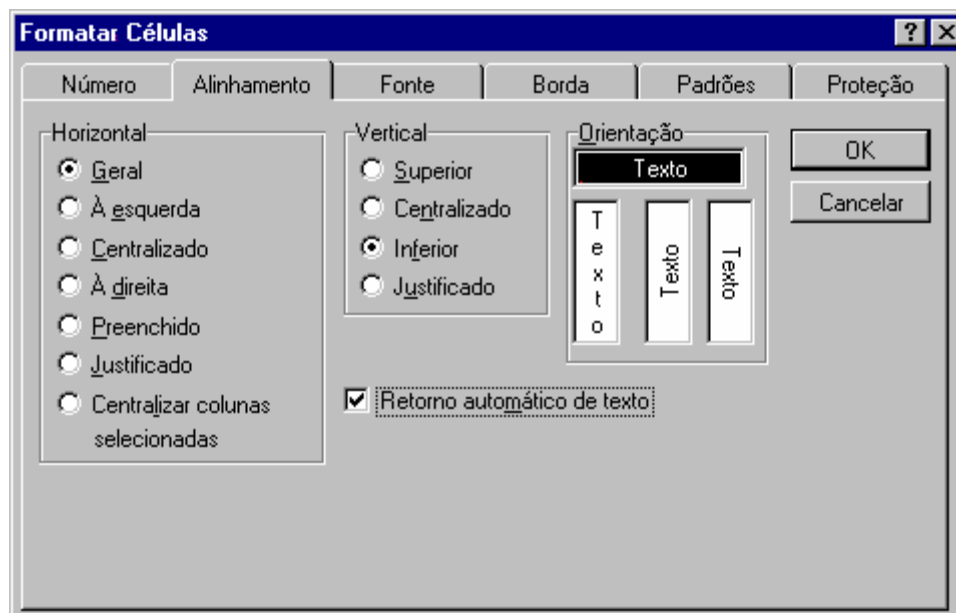 Formatar Células
Número Alinhamento Fonte Borda Padrões Proteção
Horizontal
Geral
À esquerda
Centralizado
À direita
Preenchido
Justificado
Centralizar colunas
selecionadas
Vertical
Superior
Centralizado
Inferior
Justificado
Orientação
Texto
Texto
Texto
Texto
OK
Cancelar
Retorno automático de texto